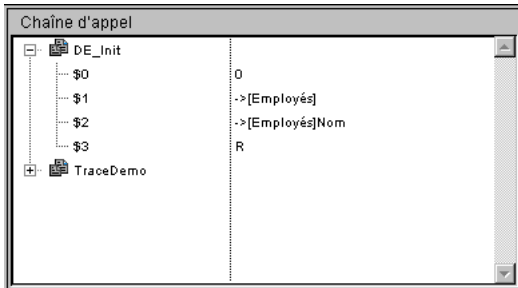 Chaîne d'appel
DE_Init
$0 0
$1 ->[Employés]
$2 ->[Employés]Nom
$3 R
TraceDemo